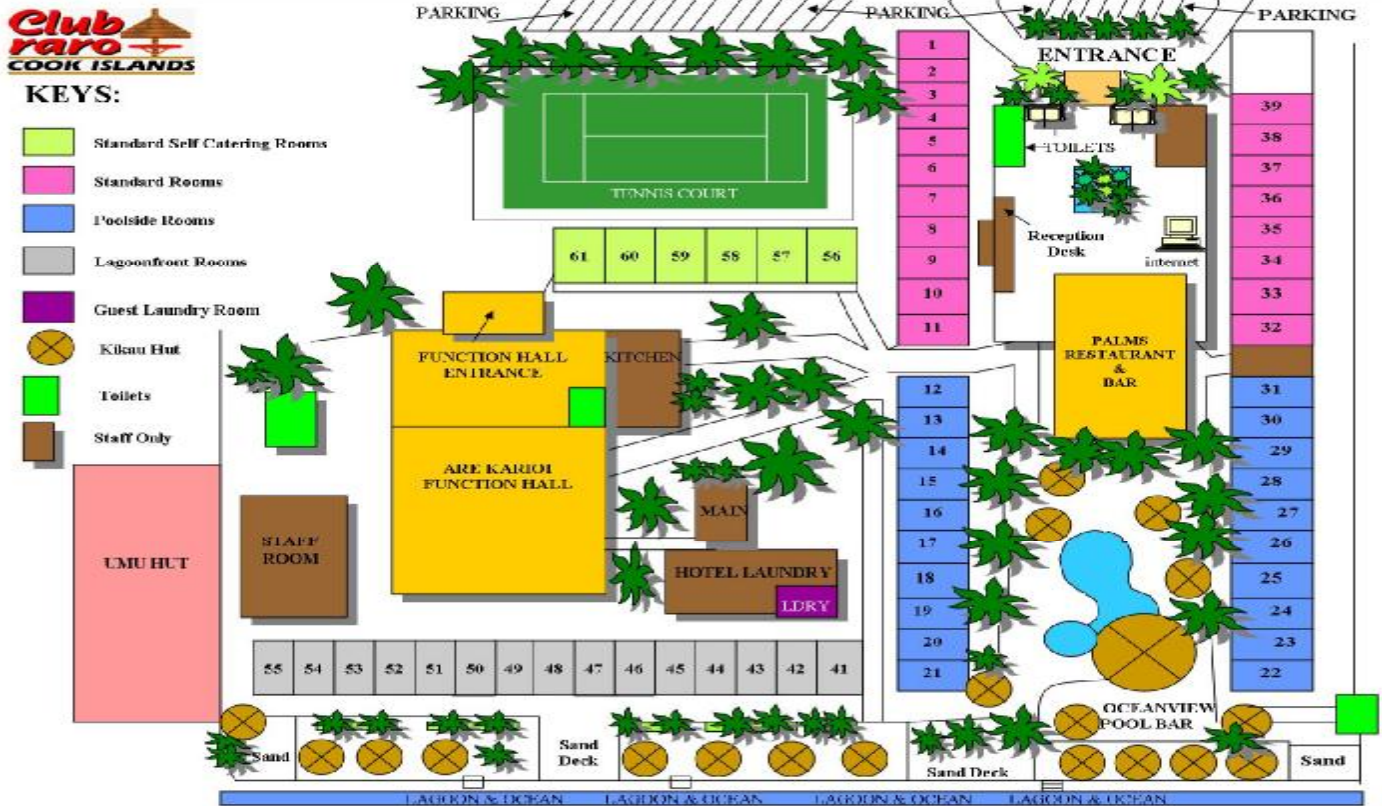 Club
raro
COOK ISLANDS
KEYS:
Standard Self Catering Rooms
Standard Rooms
Poolside Rooms
Lagoonfront Rooms
Guest Laundry Room
Kikau Hut
Toilets
Staff Only
PARKING
PARKING
PARKING
ENTRANCE
TENNIS COURT
1
2
3
4
5
6
7
8
9
10
11
TOILETS
Reception
Desk
internet
39
38
37
36
35
34
33
32
61
60
59
58
57
56
FUNCTION HALL
ENTRANCE
KITCHEN
PALMS
RESTAURANT
&
BAR
ARE KARIOI
FUNCTION HALL
12
13
14
15
16
17
18
19
20
21
31
30
29
28
27
26
25
24
23
22
UMU HUT
STAFF
ROOM
MAIN
HOTEL LAUNDRY
LDRY
55
54
53
52
51
50
49
48
47
46
45
44
43
42
41
OCEANVIEW
POOL BAR
Sand
Sand
Deck
Sand Deck
Sand
LAGOON & OCEAN
LAGOON & OCEAN
LAGOON & OCEAN
LAGOON & OCEAN